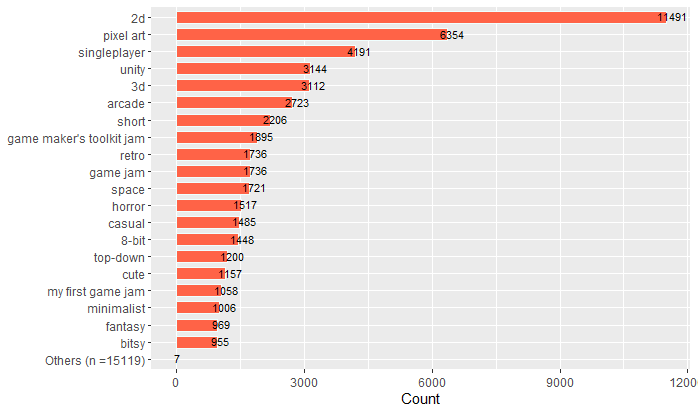 2d 11491
pixel art 6354
singleplayer 4191
unity 3144
3d 3112
arcade 2723
short 2206
game maker's toolkit jam 1895
retro 1736
game jam 1736
space 1721
horror 1517
casual 1485
8-bit 1448
top-down 1200
cute 1157
my first game jam 1058
minimalist 1006
fantasy 969
bitsy 955
Others (n =15119) 7
0 3000 6000 9000 1200
Count